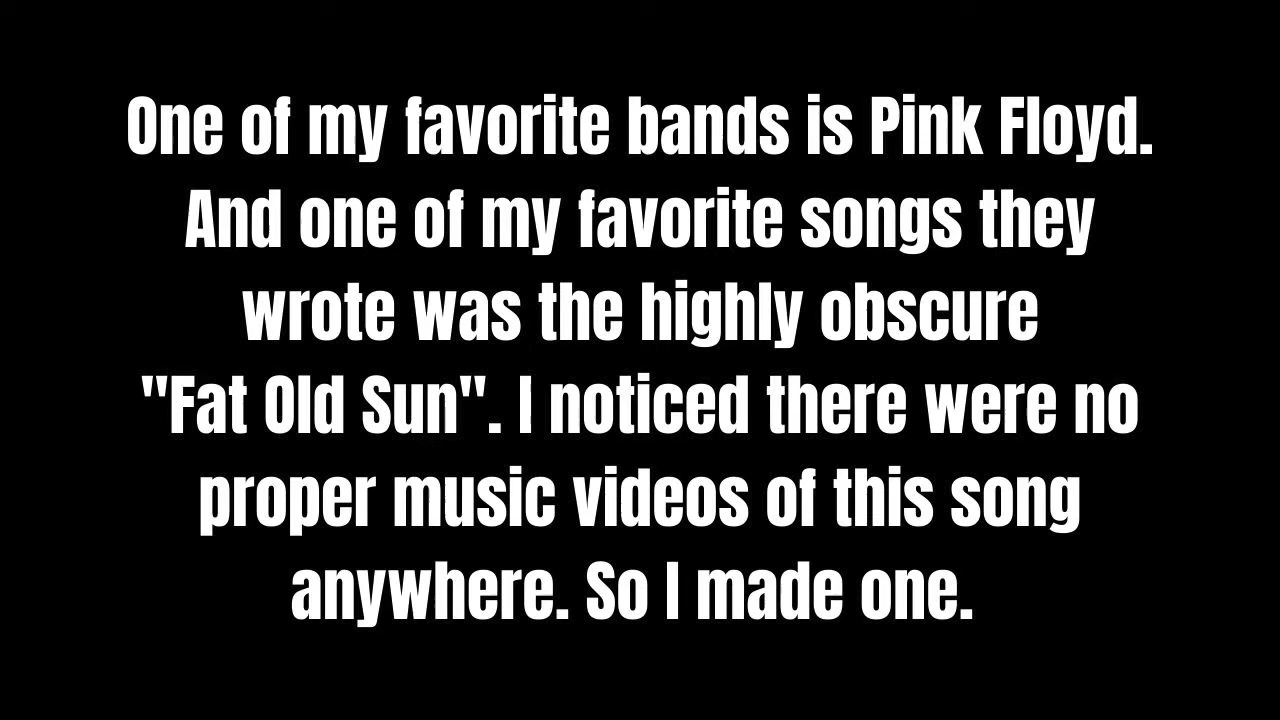 One of my favorite bands is Pink Floyd.
And one of my favorite songs they
wrote was the highly obscure
"Fat Old Sun". I noticed there were no
proper music videos of this song
anywhere. So I made one.